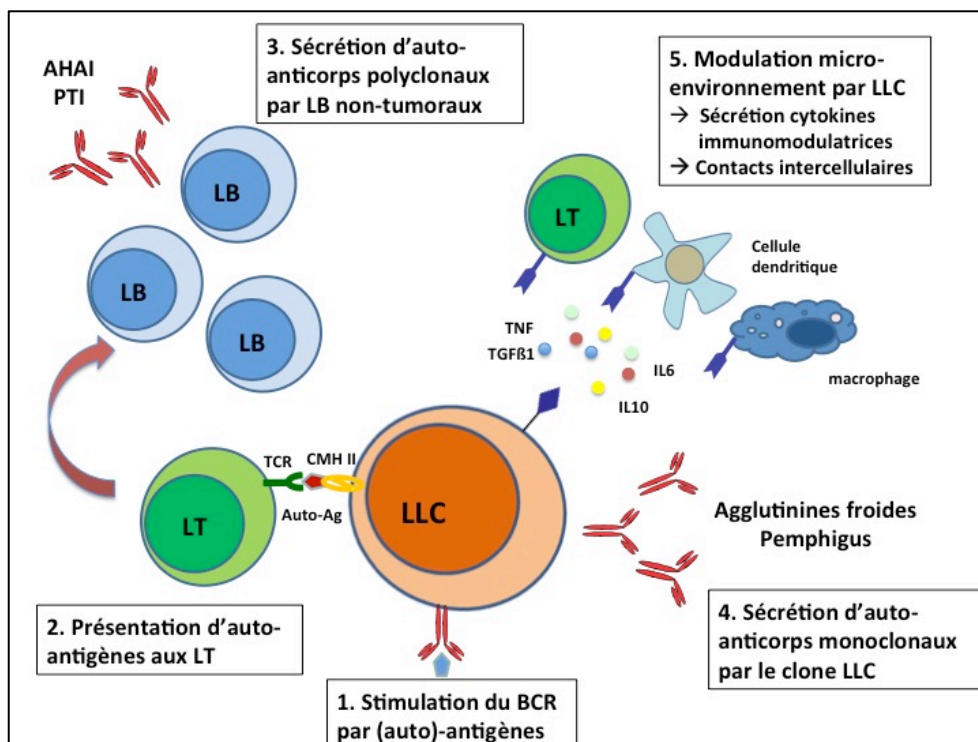 AHAI
PTI
3. Sécrétion d'auto-
anticorps polyclonaux
par LB non-tumoraux
5. Modulation micro-
environnement par LLC
→ Sécrétion cytokines
immunomodulatrices
→ Contacts intercellulaires
LB
LB
LB
LT
Cellule
dendritique
TNF
TGFß1
IL6
IL10
macrophage
TCR
CMH II
Auto-Ag
LT
LLC
Agglutinines froides
Pemphigus
2. Présentation d'auto-
antigènes aux LT
1. Stimulation du BCR
par (auto)-antigènes
4. Sécrétion d'auto-
anticorps monoclonaux
par le clone LLC